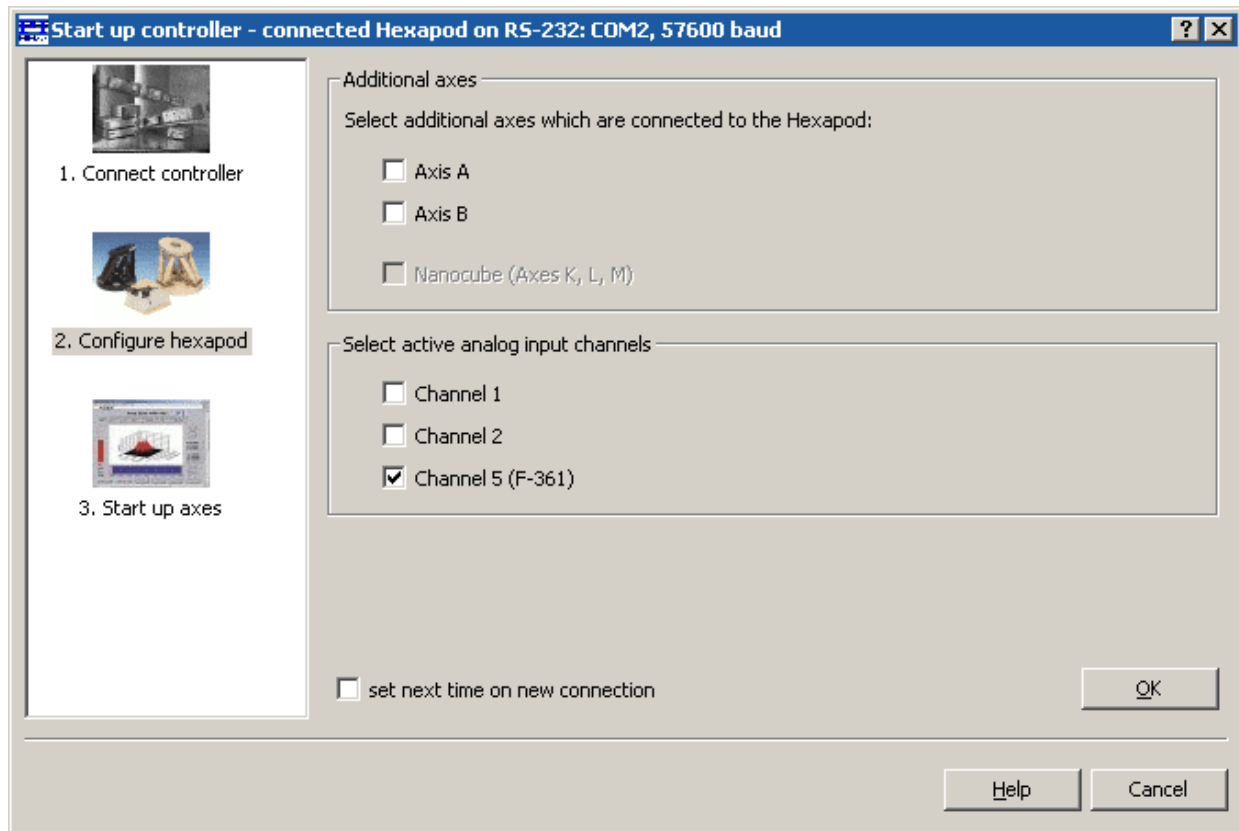 Start up controller - connected Hexapod on RS-232: COM2, 57600 baud
1. Connect controller
2. Configure hexapod
3. Start up axes
Additional axes
Select additional axes which are connected to the Hexapod:
Axis A
Axis B
Nanocube (Axes K, L, M)
Select active analog input channels
Channel 1
Channel 2
Channel 5 (F-361)
set next time on new connection
OK
Help
Cancel